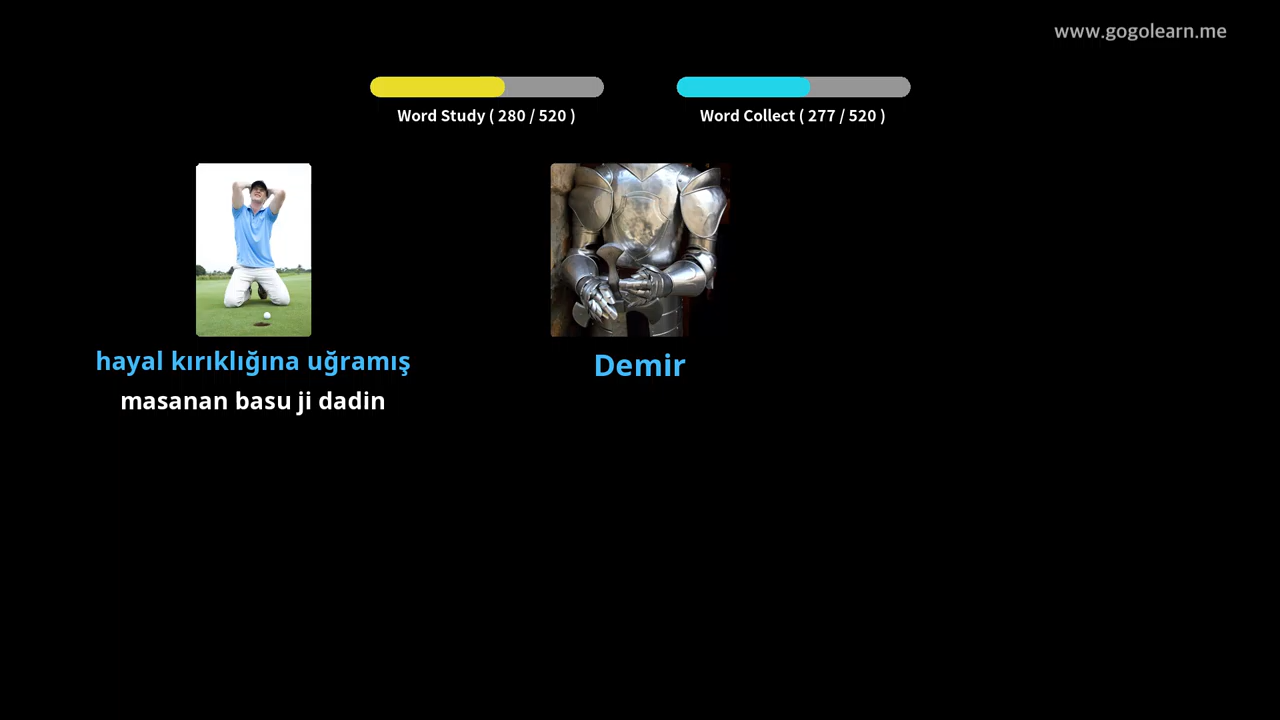 www.gogolearn.me
Word Study ( 280 / 520 )
Word Collect ( 277 / 520 )
hayal kırıklığına uğramış
masanan basu ji dadin
Demir